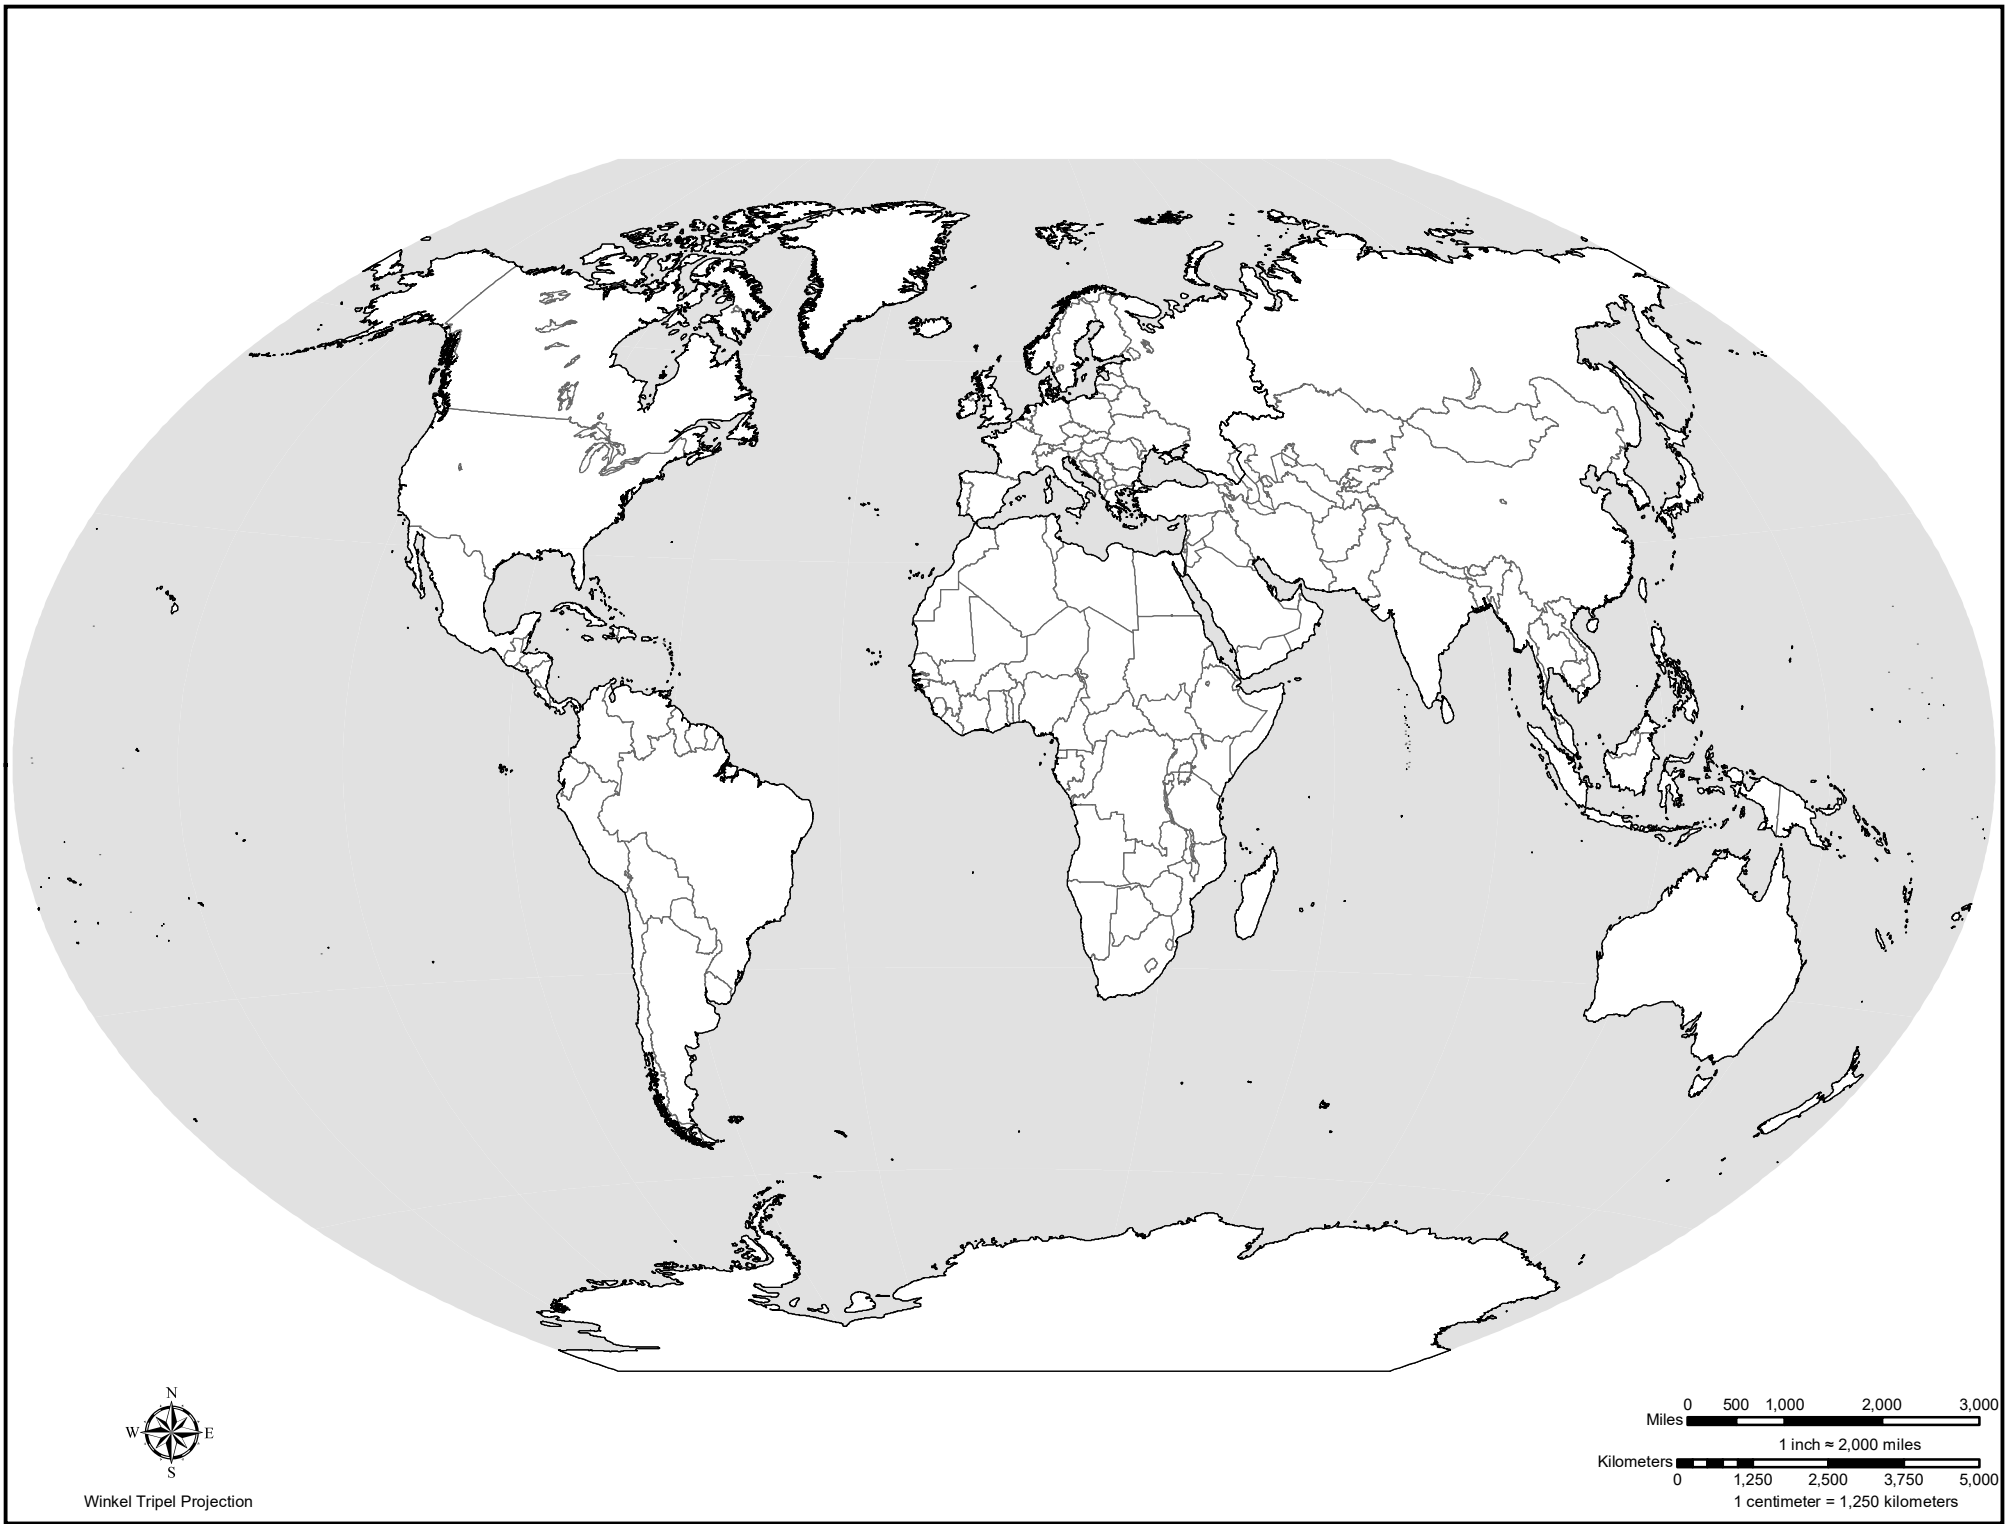 N
W E
S
Winkel Tripel Projection
0 500 1,000 2,000 3,000
Miles
1 inch ≈ 2,000 miles
Kilometers
0 1,250 2,500 3,750 5,000
1 centimeter = 1,250 kilometers